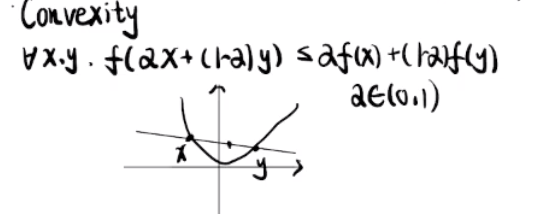 Convexity
∀ x.y . f(αx+(1-α)y) ≤ αf(x)+(1-α)f(y)
α∈(0,1)
x
y